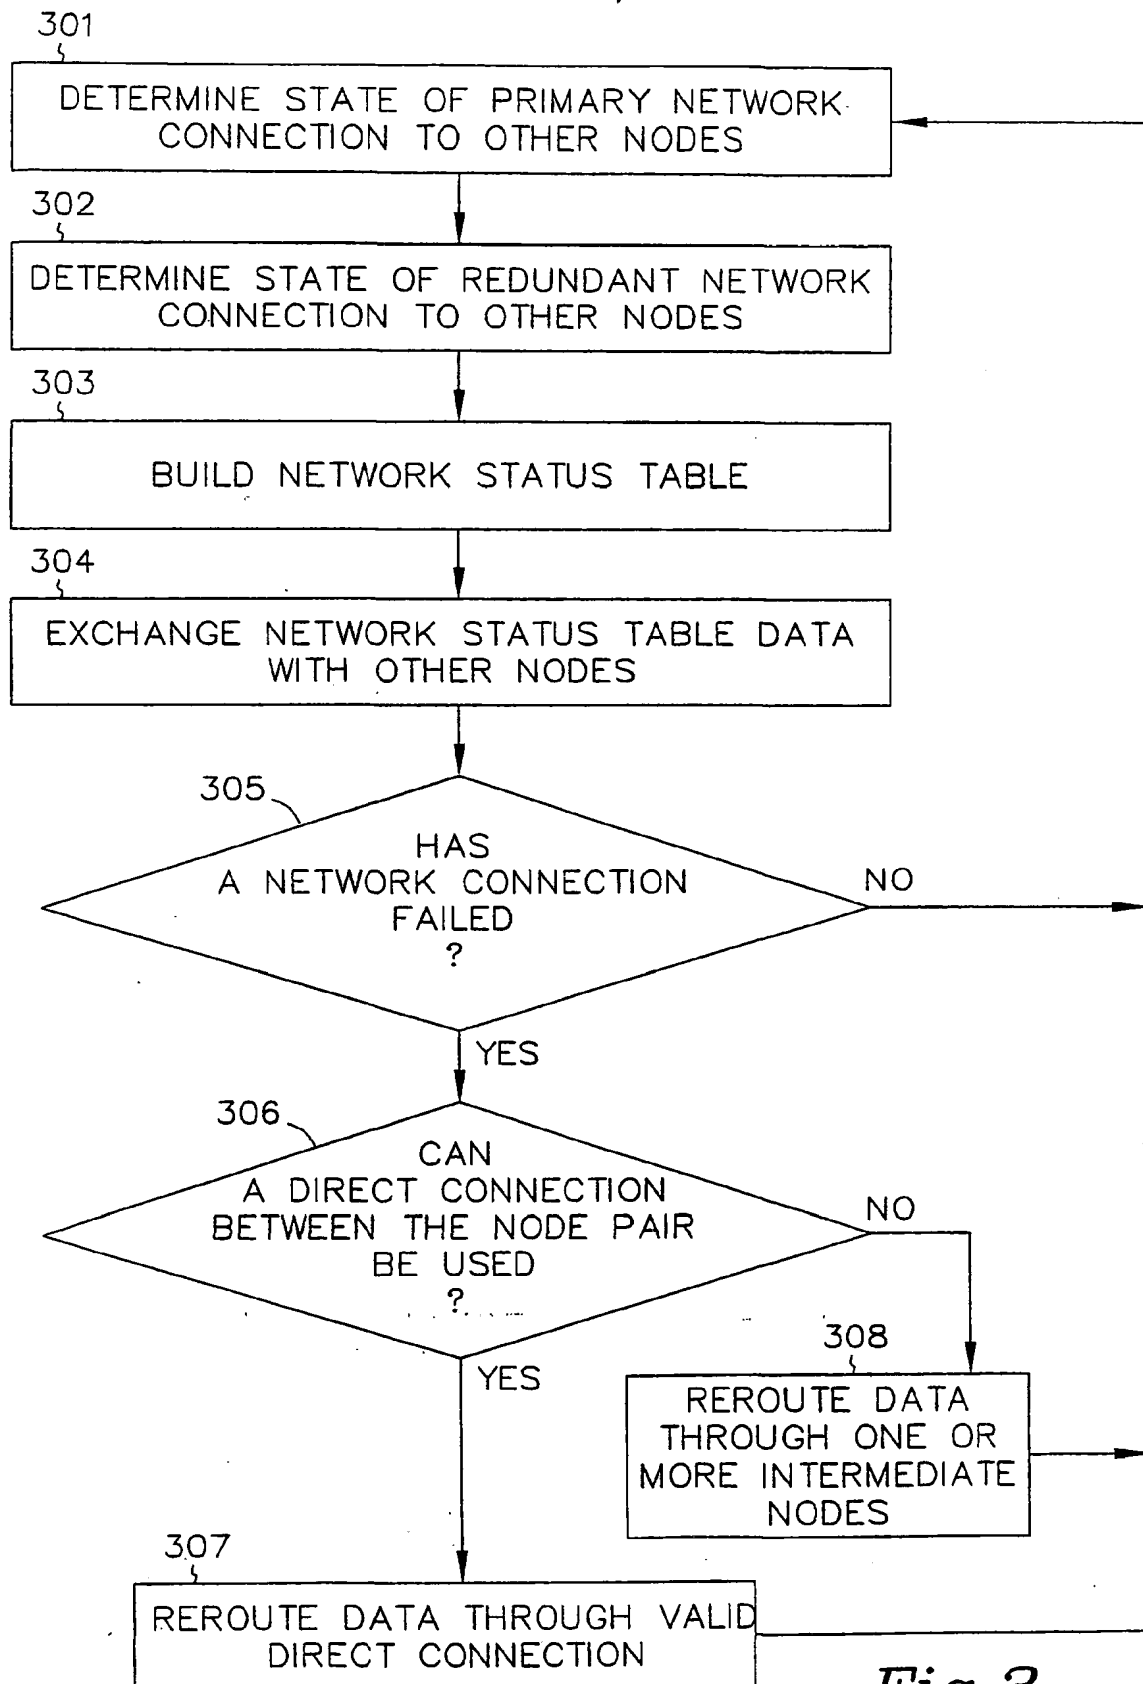 301
DETERMINE STATE OF PRIMARY NETWORK
CONNECTION TO OTHER NODES
302
DETERMINE STATE OF REDUNDANT NETWORK
CONNECTION TO OTHER NODES
303
BUILD NETWORK STATUS TABLE
304
EXCHANGE NETWORK STATUS TABLE DATA
WITH OTHER NODES
305
HAS
A NETWORK CONNECTION
FAILED
?
NO
YES
306
CAN
A DIRECT CONNECTION
BETWEEN THE NODE PAIR
BE USED
?
NO
YES
308
REROUTE DATA
THROUGH ONE OR
MORE INTERMEDIATE
NODES
307
REROUTE DATA THROUGH VALID
DIRECT CONNECTION